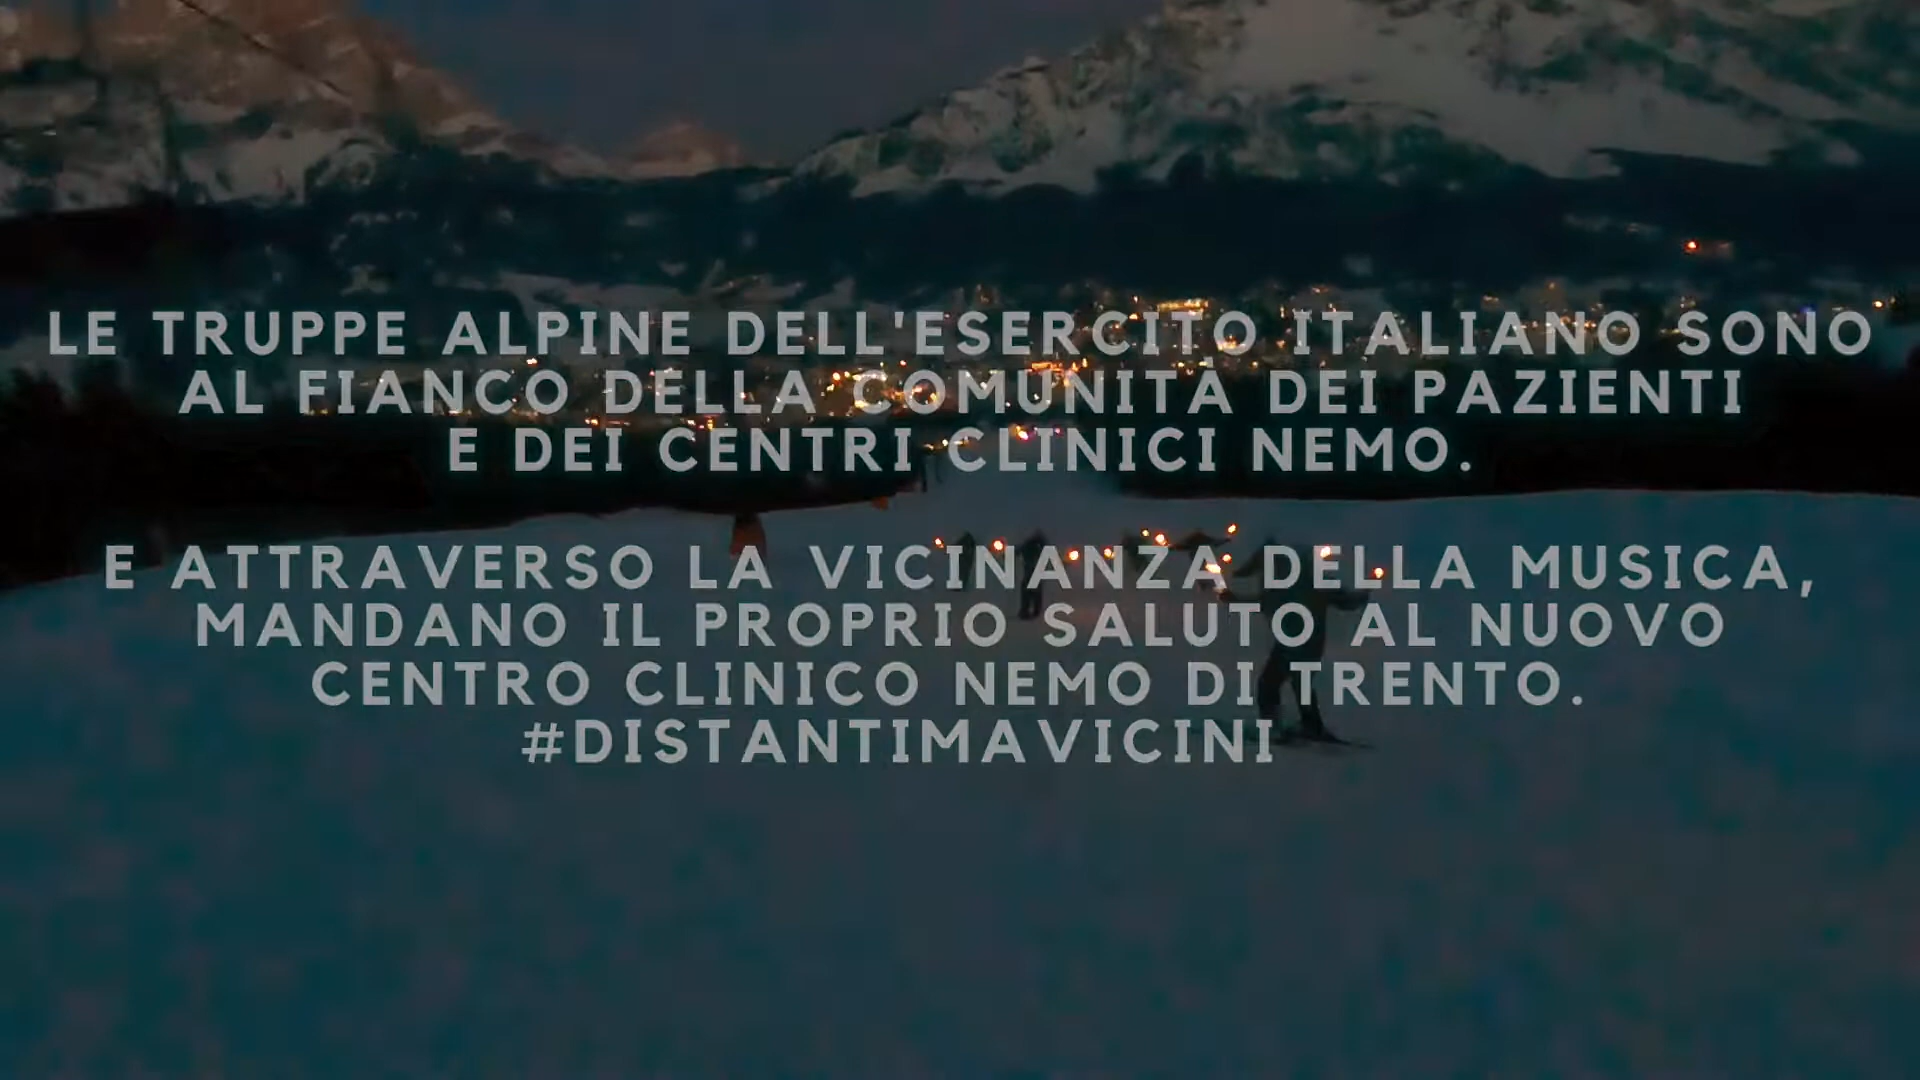 LE TRUPPE ALPINE DELL'ESERCITO ITALIANO SONO
AL FIANCO DELLA COMUNITÀ DEI PAZIENTI
E DEI CENTRI CLINICI NEMO.
E ATTRAVERSO LA VICINANZA DELLA MUSICA,
MANDANO IL PROPRIO SALUTO AL NUOVO
CENTRO CLINICO NEMO DI TRENTO.
#DISTANTIMAVICINI